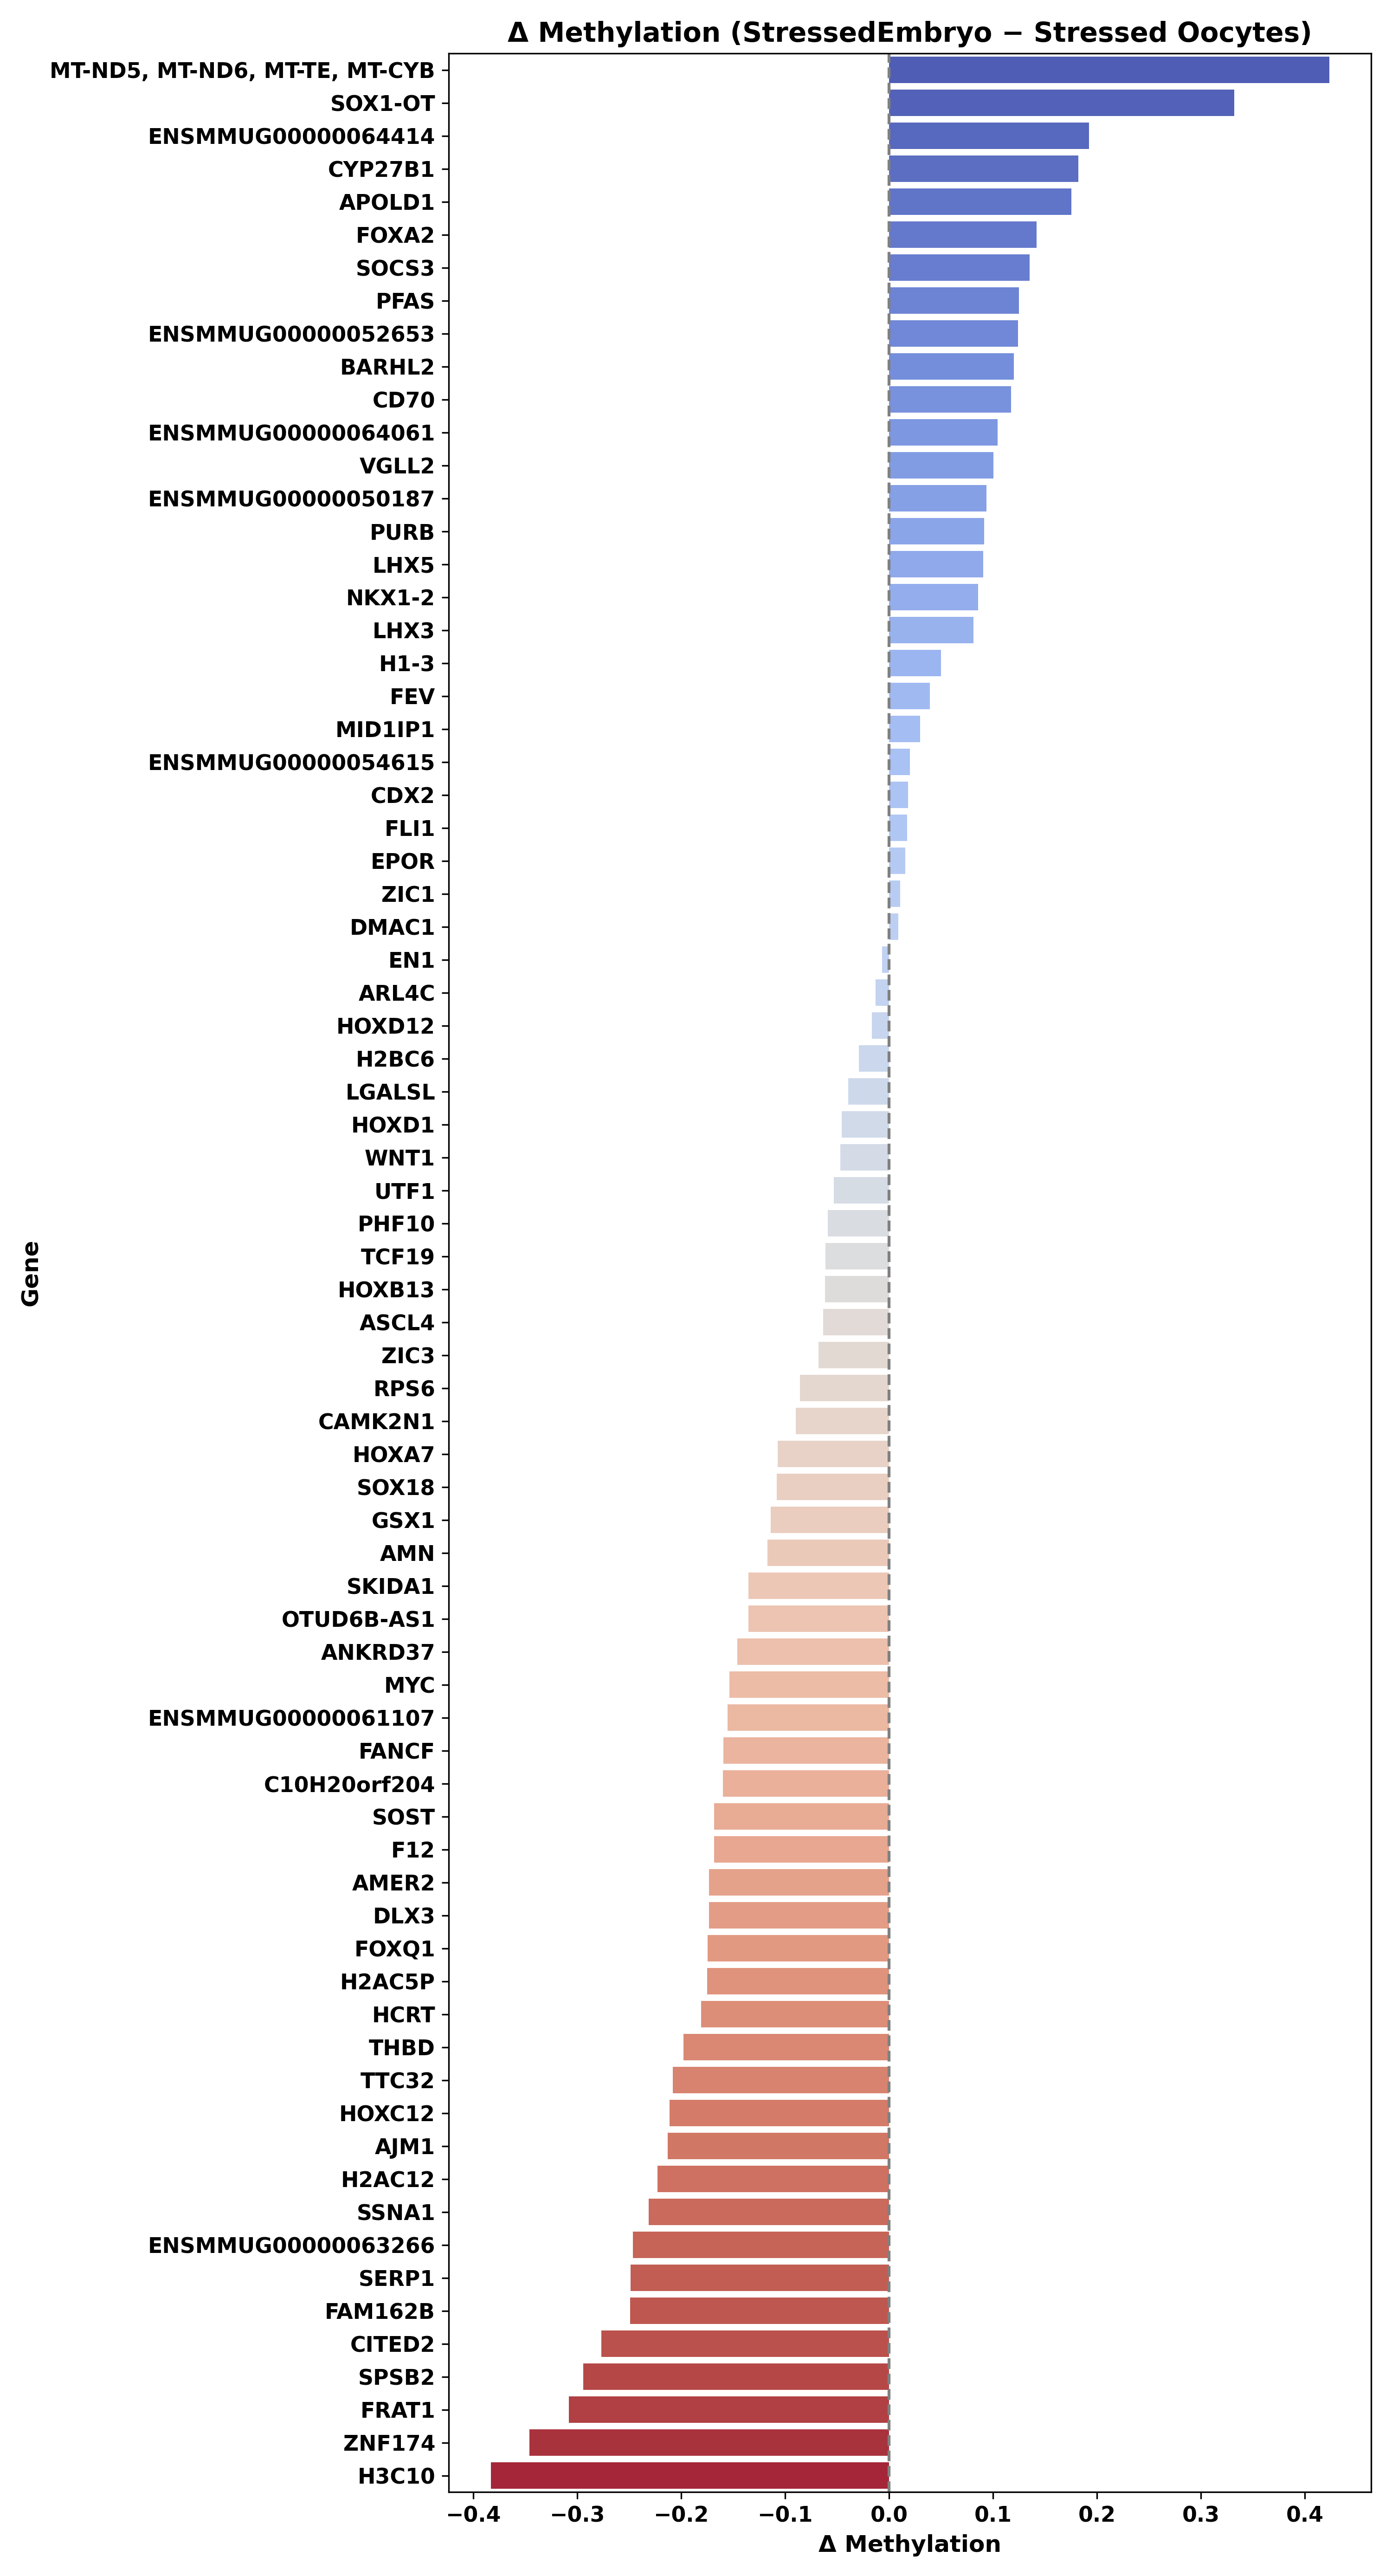 Δ Methylation (StressedEmbryo − Stressed Oocytes)
MT-ND5, MT-ND6, MT-TE, MT-CYB
SOX1-OT
ENSMMUG00000064414
CYP27B1
APOLD1
FOXA2
SOCS3
PFAS
ENSMMUG00000052653
BARHL2
CD70
ENSMMUG00000064061
VGLL2
ENSMMUG00000050187
PURB
LHX5
NKX1-2
LHX3
H1-3
FEV
MID1IP1
ENSMMUG00000054615
CDX2
FLI1
EPOR
ZIC1
DMAC1
EN1
ARL4C
HOXD12
H2BC6
LGALSL
HOXD1
WNT1
UTF1
PHF10
TCF19
HOXB13
ASCL4
ZIC3
RPS6
CAMK2N1
HOXA7
SOX18
GSX1
AMN
SKIDA1
OTUD6B-AS1
ANKRD37
MYC
ENSMMUG00000061107
FANCF
C10H20orf204
SOST
F12
AMER2
DLX3
FOXQ1
H2AC5P
HCRT
THBD
TTC32
HOXC12
AJM1
H2AC12
SSNA1
ENSMMUG00000063266
SERP1
FAM162B
CITED2
SPSB2
FRAT1
ZNF174
H3C10
Gene
−0.4 −0.3 −0.2 −0.1 0.0 0.1 0.2 0.3 0.4
Δ Methylation